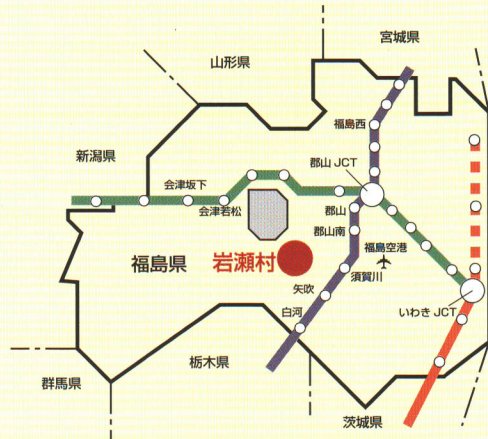 宮城県
山形県
福島西
新潟県
郡山 JCT
会津坂下
会津若松
郡山
郡山南
福島空港
福島県
岩瀬村
須賀川
矢吹
白河
いわき JCT
栃木県
群馬県
茨城県